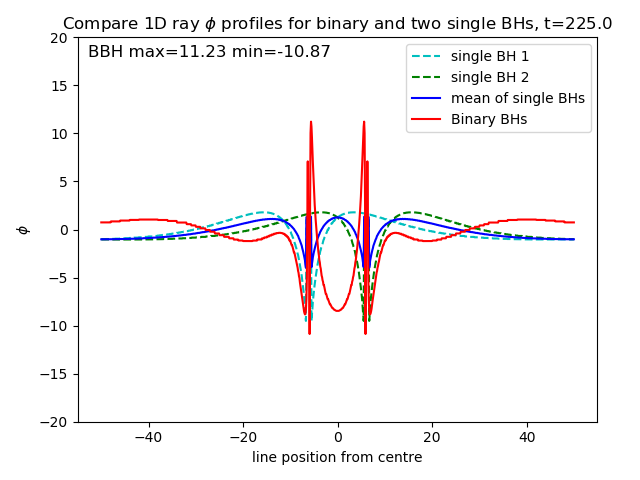 Compare 1D ray ϕ profiles for binary and two single BHs, t=225.0
BBH max=11.23 min=-10.87
single BH 1
single BH 2
mean of single BHs
Binary BHs
20
15
10
5
0
−5
−10
−15
−20
ϕ
−40
−20
0
20
40
line position from centre